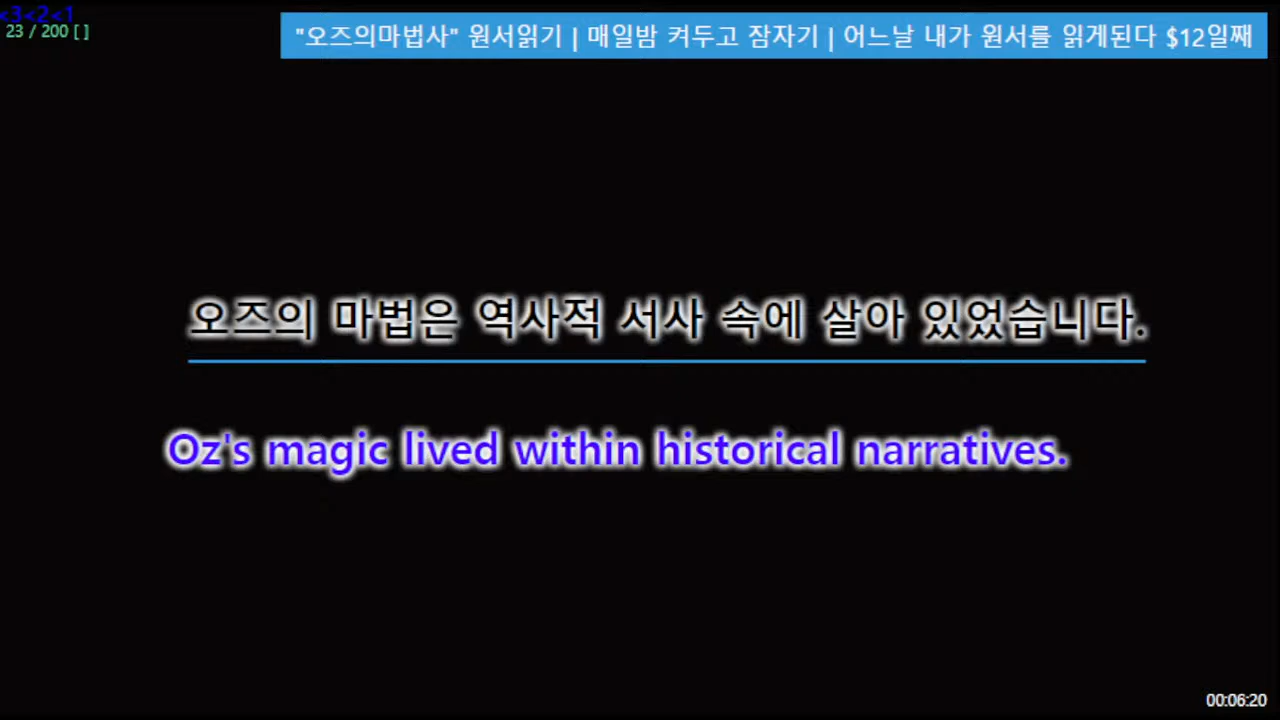 <3<2<1
23 / 200 [ ]
"오즈의마법사" 원서읽기 | 매일밤 켜두고 잠자기 | 어느날 내가 원서를 읽게된다 $12일째
오즈의 마법은 역사적 서사 속에 살아 있었습니다.
Oz's magic lived within historical narratives.
00:06:20